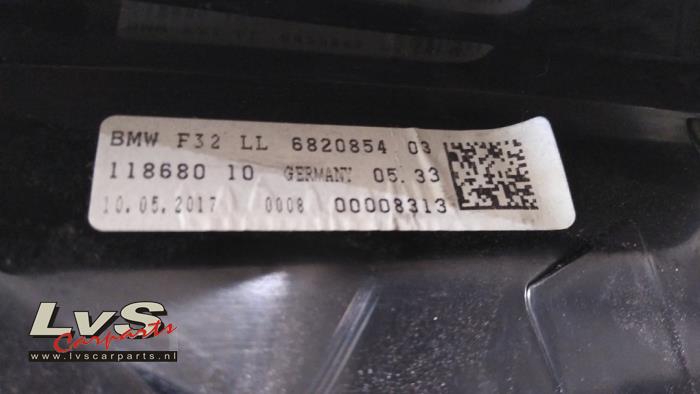 BMW F32 LL 6820854 03
118680 10 GERMANY 05.33
10.05.2017 0008 00008313
LvS
Carparts
www.lvscarparts.nl